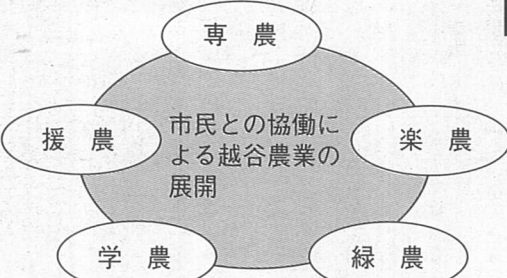 専 農
援 農
市民との協働に
よる越谷農業の
展開
楽 農
学 農
緑 農